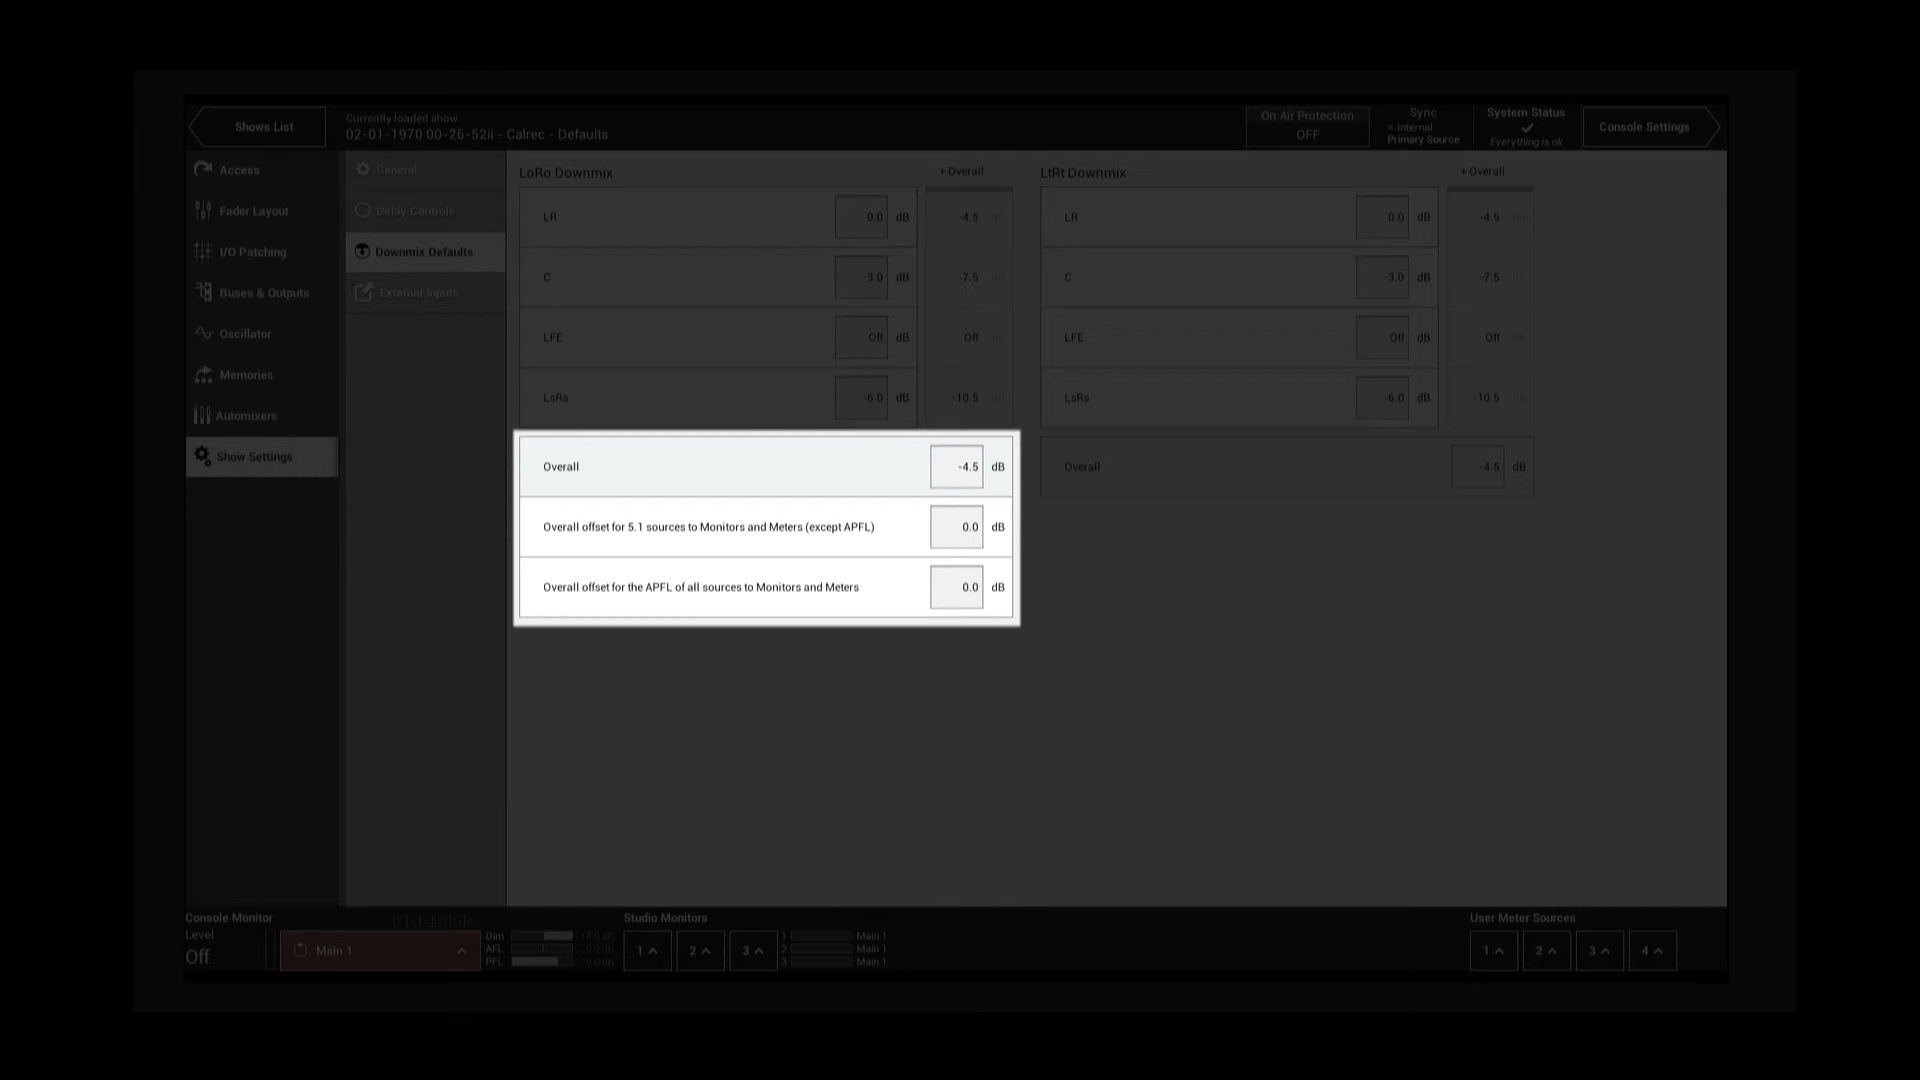 Shows List
Currently loaded show
02-01-1970 00-26-52ii - Calrec - Defaults
On Air Protection
OFF
Sync
= Internal
Primary Source
System Status
Everything is ok
Console Settings
Access
Fader Layout
I/O Patching
Buses & Outputs
Oscillator
Memories
Automixers
Show Settings
General
Delay Controls
Downmix Defaults
External Inputs
LoRo Downmix + Overall
LR 0.0 dB -4.5
C -3.0 dB -7.5
LFE Off dB Off
LsRs -6.0 dB -10.5
Overall -4.5 dB
Overall offset for 5.1 sources to Monitors and Meters (except APFL) 0.0 dB
Overall offset for the APFL of all sources to Monitors and Meters 0.0 dB
LtRt Downmix + Overall
LR 0.0 dB -4.5
C -3.0 dB -7.5
LFE Off dB Off
LsRs -6.0 dB -10.5
Overall -4.5 dB
Console Monitor
Level
Off
Main 1
Dim
AFL
PFL
Studio Monitors
1 2 3
1 Main 1
2 Main 1
3 Main 1
User Meter Sources
1 2 3 4